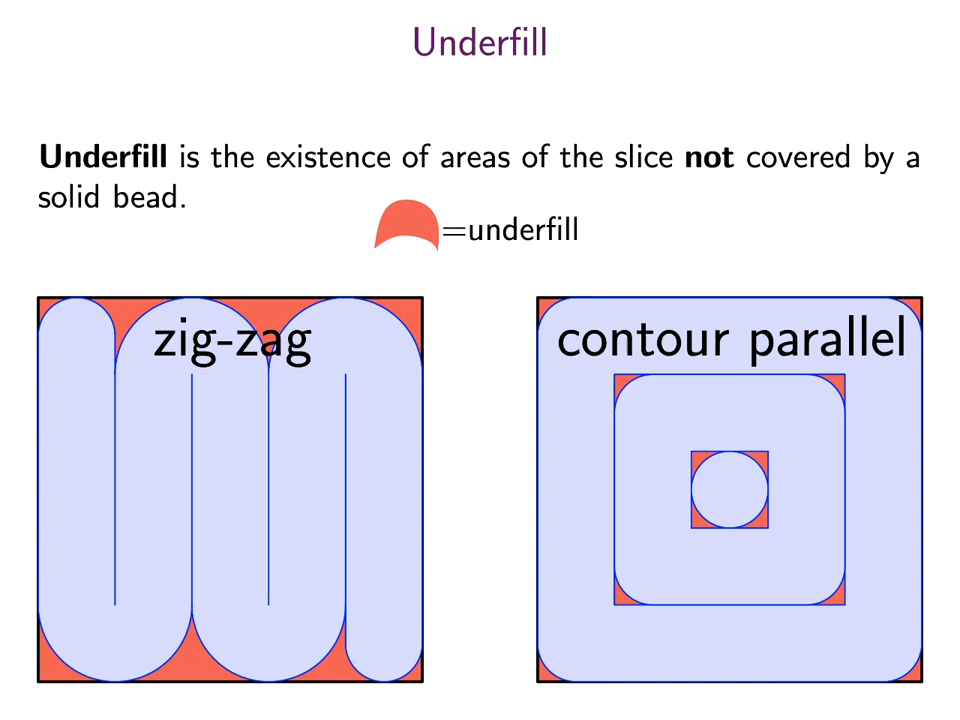 Underfill
Underfill is the existence of areas of the slice not covered by a
solid bead.
=underfill
zig-zag
contour parallel